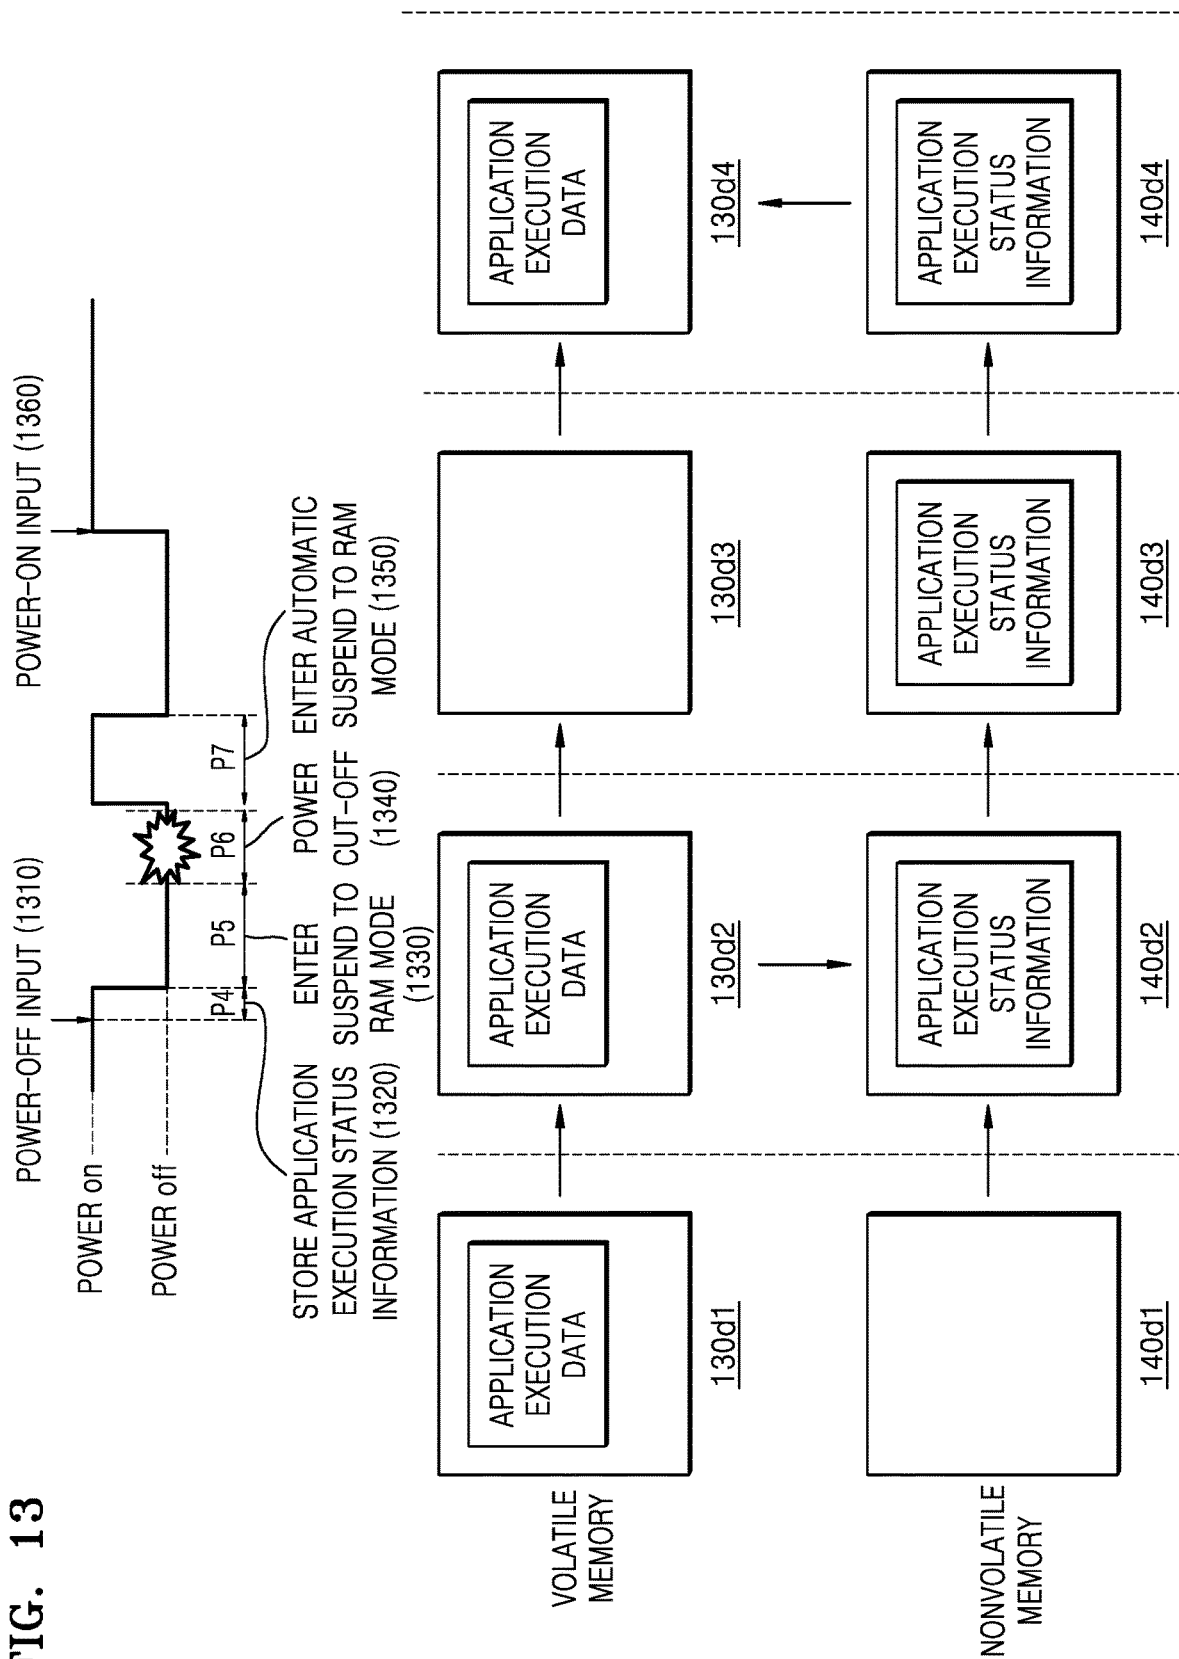 FIG. 13
POWER-OFF INPUT (1310)
POWER-ON INPUT (1360)
POWER on
POWER off
P4
P5
P6
P7
STORE APPLICATION
EXECUTION STATUS
INFORMATION (1320)
ENTER
SUSPEND TO
RAM MODE
(1330)
POWER
CUT-OFF
(1340)
ENTER AUTOMATIC
SUSPEND TO RAM
MODE (1350)
VOLATILE
MEMORY
APPLICATION
EXECUTION
DATA
130d1
APPLICATION
EXECUTION
DATA
130d2
130d3
APPLICATION
EXECUTION
DATA
130d4
NONVOLATILE
MEMORY
140d1
APPLICATION
EXECUTION
STATUS
INFORMATION
140d2
APPLICATION
EXECUTION
STATUS
INFORMATION
140d3
APPLICATION
EXECUTION
STATUS
INFORMATION
140d4